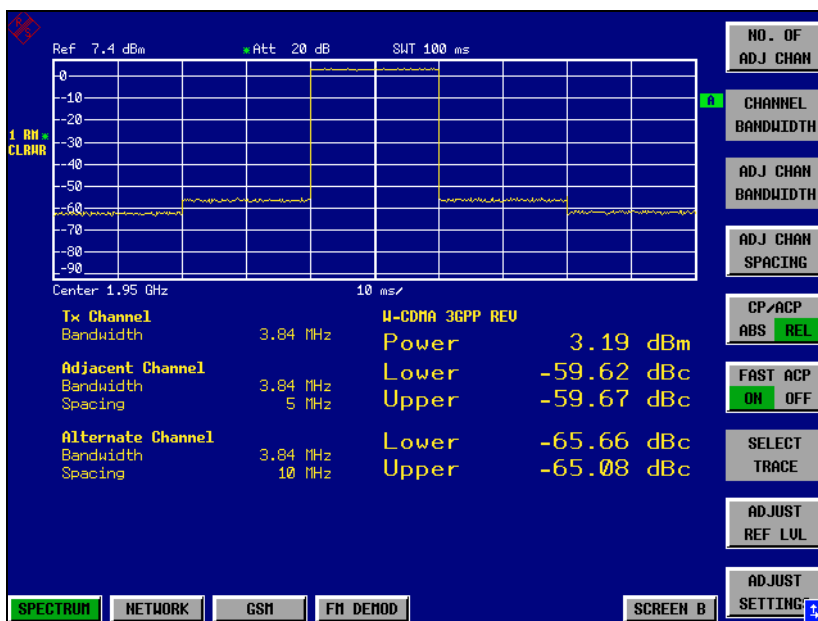 R S
Ref 7.4 dBm *Att 20 dB SWT 100 ms
0
-10
-20
-30
-40
-50
-60
-70
-80
-90
1 RM *
CLRWR
A
Center 1.95 GHz 10 ms/
Tx Channel W-CDMA 3GPP REV
Bandwidth 3.84 MHz Power 3.19 dBm
Adjacent Channel Lower -59.62 dBc
Bandwidth 3.84 MHz Upper -59.67 dBc
Spacing 5 MHz
Alternate Channel Lower -65.66 dBc
Bandwidth 3.84 MHz Upper -65.08 dBc
Spacing 10 MHz
NO. OF
ADJ CHAN
CHANNEL
BANDWIDTH
ADJ CHAN
BANDWIDTH
ADJ CHAN
SPACING
CP/ACP
ABS REL
FAST ACP
ON OFF
SELECT
TRACE
ADJUST
REF LVL
ADJUST
SETTINGS
SPECTRUM NETWORK GSM FM DEMOD SCREEN B